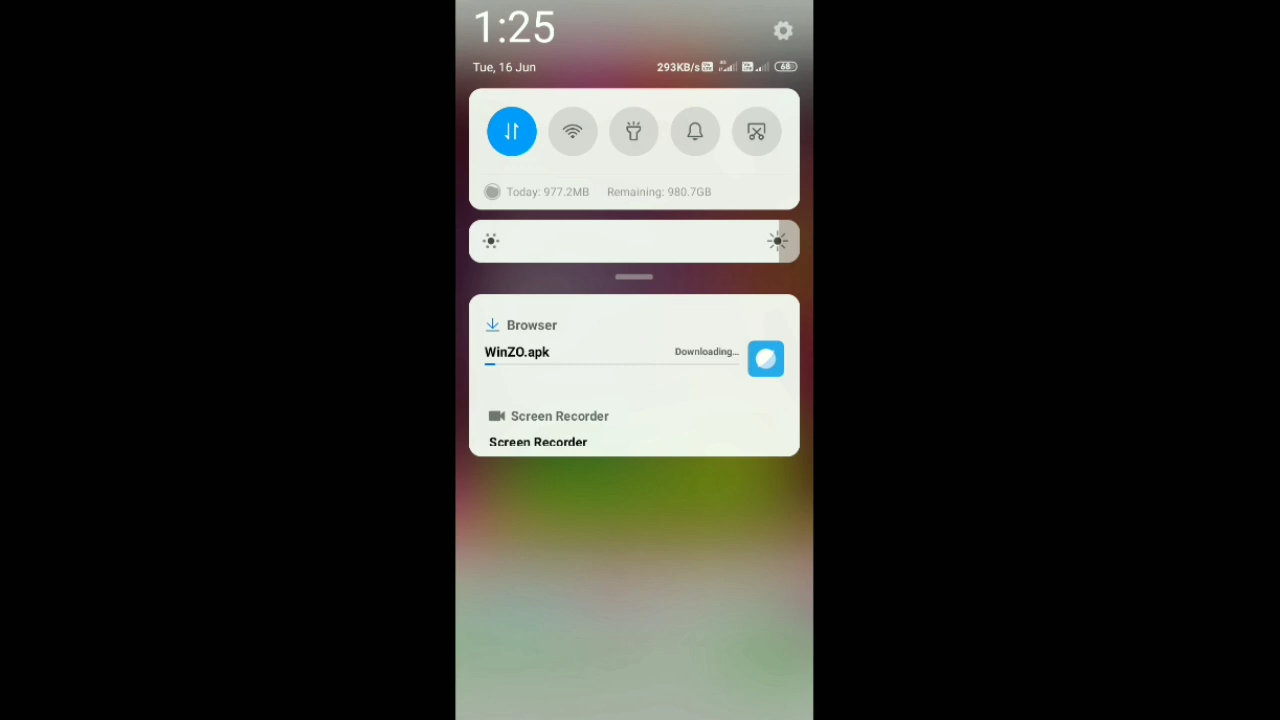 1:25
Tue, 16 Jun
293KB/s 68
Today: 977.2MB Remaining: 980.7GB
Browser
WinZO.apk Downloading...
Screen Recorder
Screen Recorder